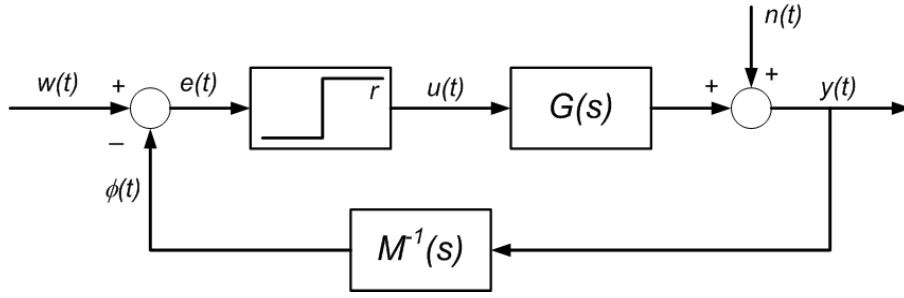 n(t)
w(t)
+
e(t)
r
u(t)
G(s)
+
+
y(t)
−
ϕ(t)
M⁻¹(s)